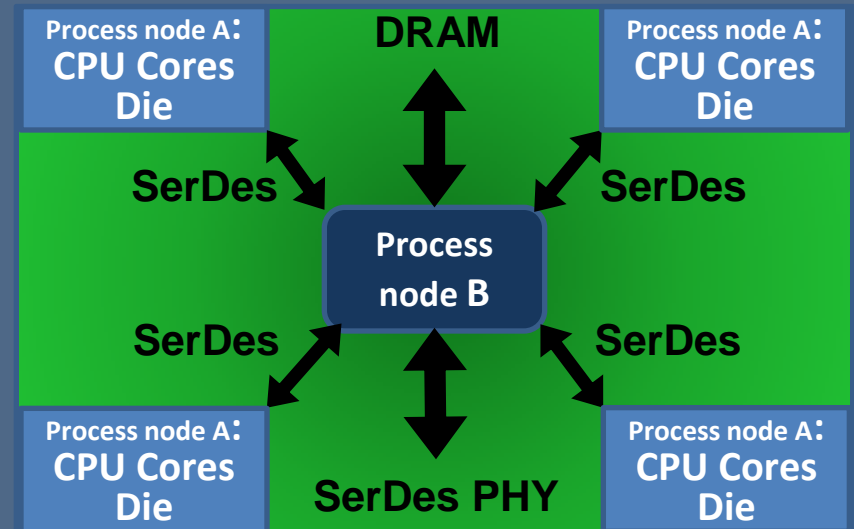 Process node A:
CPU Cores
Die
DRAM
Process node A:
CPU Cores
Die
SerDes
SerDes
Process
node B
SerDes
SerDes
Process node A:
CPU Cores
Die
SerDes PHY
Process node A:
CPU Cores
Die